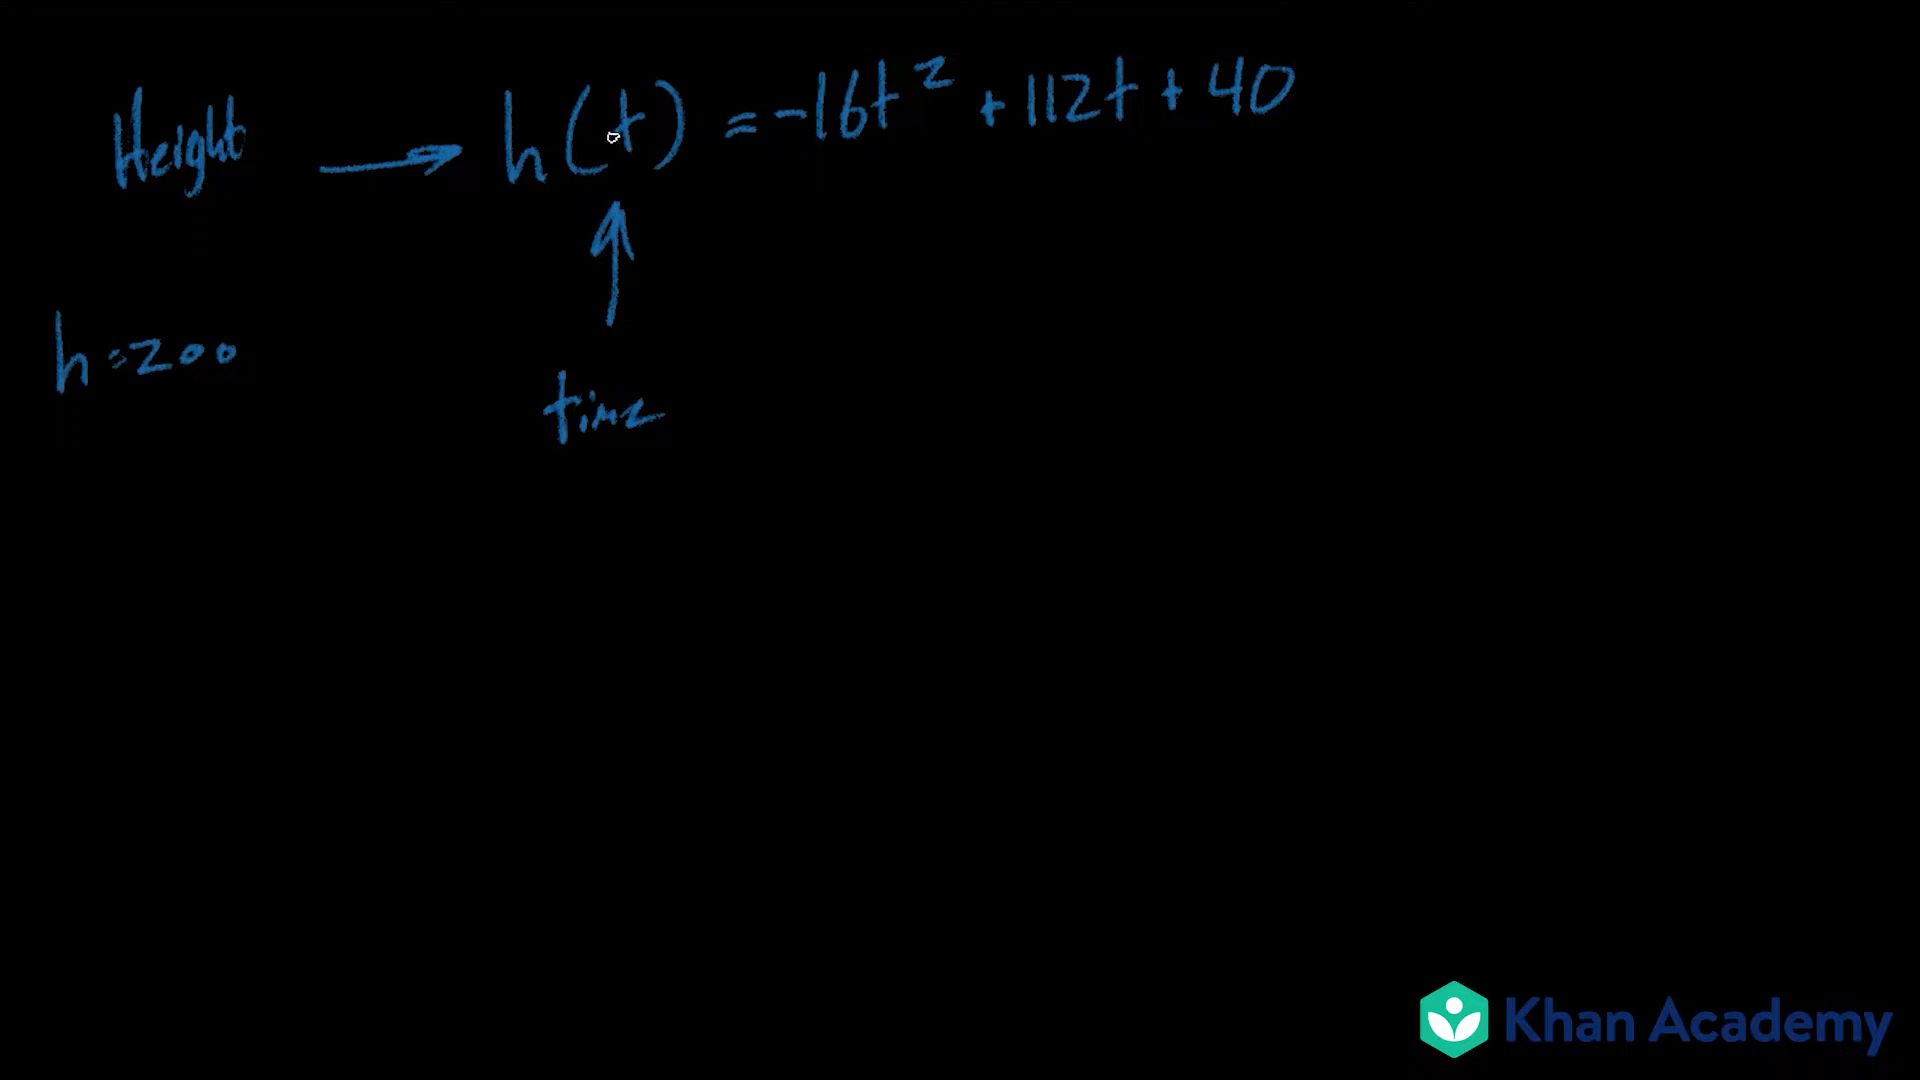 Height → h(t) = -16t² + 112t + 40
h = 200
time
Khan Academy